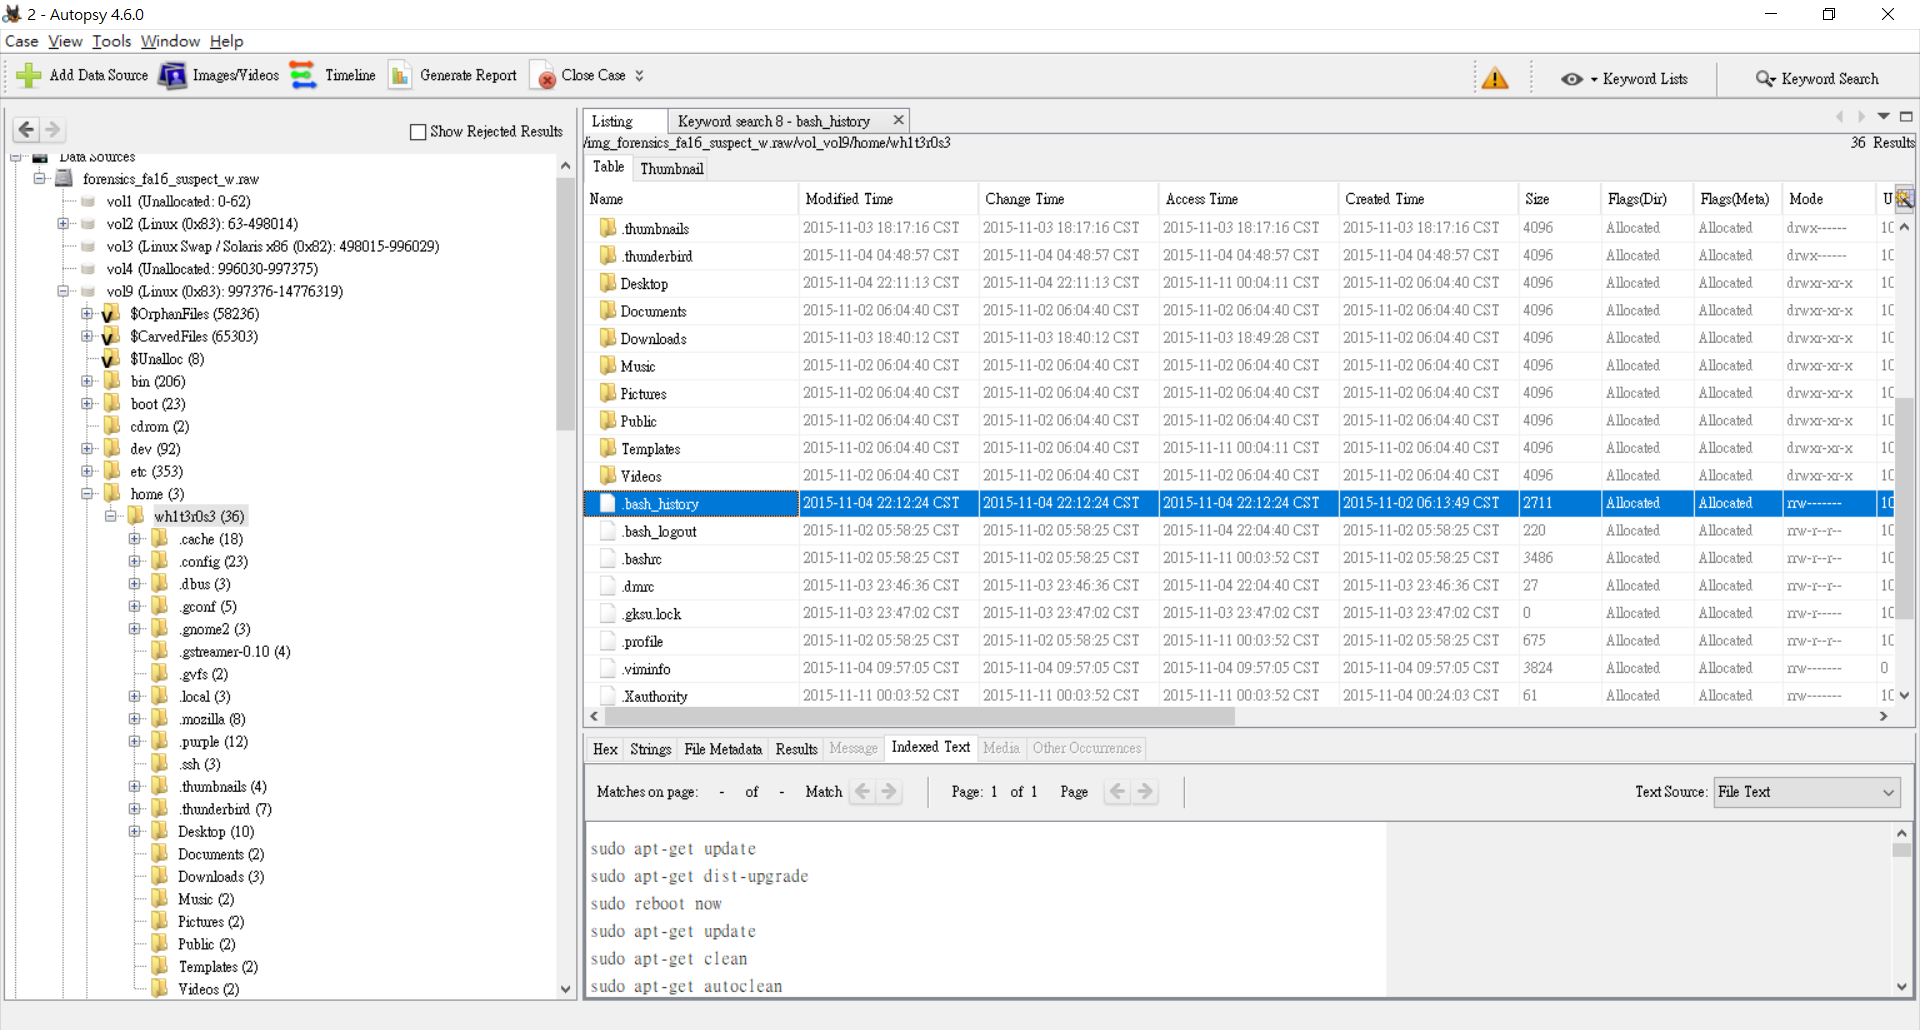 2 - Autopsy 4.6.0
Case View Tools Window Help
Add Data Source Images/Videos Timeline Generate Report Close Case Keyword Lists Keyword Search
Show Rejected Results
Data Sources
forensics_fa16_suspect_w.raw
vol1 (Unallocated: 0-62)
vol2 (Linux (0x83): 63-498014)
vol3 (Linux Swap / Solaris x86 (0x82): 498015-996029)
vol4 (Unallocated: 996030-997375)
vol9 (Linux (0x83): 997376-14776319)
$OrphanFiles (58236)
$CarvedFiles (65303)
$Unalloc (8)
bin (206)
boot (23)
cdrom (2)
dev (92)
etc (353)
home (3)
wh1t3r0s3 (36)
.cache (18)
.config (23)
.dbus (3)
.gconf (5)
.gnome2 (3)
.gstreamer-0.10 (4)
.gvfs (2)
.local (3)
.mozilla (8)
.purple (12)
.ssh (3)
.thumbnails (4)
.thunderbird (7)
Desktop (10)
Documents (2)
Downloads (3)
Music (2)
Pictures (2)
Public (2)
Templates (2)
Videos (2)
Listing Keyword search 8 - bash_history
/img_forensics_fa16_suspect_w.raw/vol_vol9/home/wh1t3r0s3 36 Results
Table Thumbnail
Name Modified Time Change Time Access Time Created Time Size Flags(Dir) Flags(Meta) Mode U
.thumbnails 2015-11-03 18:17:16 CST 2015-11-03 18:17:16 CST 2015-11-03 18:17:16 CST 2015-11-03 18:17:16 CST 4096 Allocated Allocated drwx------ 10
.thunderbird 2015-11-04 04:48:57 CST 2015-11-04 04:48:57 CST 2015-11-04 04:48:57 CST 2015-11-04 04:48:57 CST 4096 Allocated Allocated drwx------ 10
Desktop 2015-11-04 22:11:13 CST 2015-11-04 22:11:13 CST 2015-11-11 00:04:11 CST 2015-11-02 06:04:40 CST 4096 Allocated Allocated drwxr-xr-x 10
Documents 2015-11-02 06:04:40 CST 2015-11-02 06:04:40 CST 2015-11-02 06:04:40 CST 2015-11-02 06:04:40 CST 4096 Allocated Allocated drwxr-xr-x 10
Downloads 2015-11-03 18:40:12 CST 2015-11-03 18:40:12 CST 2015-11-03 18:49:28 CST 2015-11-02 06:04:40 CST 4096 Allocated Allocated drwxr-xr-x 10
Music 2015-11-02 06:04:40 CST 2015-11-02 06:04:40 CST 2015-11-02 06:04:40 CST 2015-11-02 06:04:40 CST 4096 Allocated Allocated drwxr-xr-x 10
Pictures 2015-11-02 06:04:40 CST 2015-11-02 06:04:40 CST 2015-11-02 06:04:40 CST 2015-11-02 06:04:40 CST 4096 Allocated Allocated drwxr-xr-x 10
Public 2015-11-02 06:04:40 CST 2015-11-02 06:04:40 CST 2015-11-02 06:04:40 CST 2015-11-02 06:04:40 CST 4096 Allocated Allocated drwxr-xr-x 10
Templates 2015-11-02 06:04:40 CST 2015-11-02 06:04:40 CST 2015-11-11 00:04:11 CST 2015-11-02 06:04:40 CST 4096 Allocated Allocated drwxr-xr-x 10
Videos 2015-11-02 06:04:40 CST 2015-11-02 06:04:40 CST 2015-11-02 06:04:40 CST 2015-11-02 06:04:40 CST 4096 Allocated Allocated drwxr-xr-x 10
.bash_history 2015-11-04 22:12:24 CST 2015-11-04 22:12:24 CST 2015-11-04 22:12:24 CST 2015-11-02 06:13:49 CST 2711 Allocated Allocated rrw------- 10
.bash_logout 2015-11-02 05:58:25 CST 2015-11-02 05:58:25 CST 2015-11-02 05:58:25 CST 2015-11-02 05:58:25 CST 220 Allocated Allocated rrw-r--r-- 10
.bashrc 2015-11-02 05:58:25 CST 2015-11-02 05:58:25 CST 2015-11-11 00:03:52 CST 2015-11-02 05:58:25 CST 3486 Allocated Allocated rrw-r--r-- 10
.dmrc 2015-11-03 23:46:36 CST 2015-11-03 23:46:36 CST 2015-11-04 22:04:40 CST 2015-11-03 23:46:36 CST 27 Allocated Allocated rrw-r--r-- 10
.gksu.lock 2015-11-03 23:47:02 CST 2015-11-03 23:47:02 CST 2015-11-03 23:47:02 CST 2015-11-03 23:47:02 CST 0 Allocated Allocated rrw-r----- 10
.profile 2015-11-02 05:58:25 CST 2015-11-02 05:58:25 CST 2015-11-11 00:03:52 CST 2015-11-02 05:58:25 CST 675 Allocated Allocated rrw-r--r-- 10
.viminfo 2015-11-04 09:57:05 CST 2015-11-04 09:57:05 CST 2015-11-04 09:57:05 CST 2015-11-04 09:57:05 CST 3824 Allocated Allocated rrw------- 0
.Xauthority 2015-11-11 00:03:52 CST 2015-11-11 00:03:52 CST 2015-11-11 00:03:52 CST 2015-11-04 00:24:03 CST 61 Allocated Allocated rrw------- 10
Hex Strings File Metadata Results Message Indexed Text Media Other Occurrences
Matches on page: - of - Match Page: 1 of 1 Page Text Source: File Text
sudo apt-get update
sudo apt-get dist-upgrade
sudo reboot now
sudo apt-get update
sudo apt-get clean
sudo apt-get autoclean